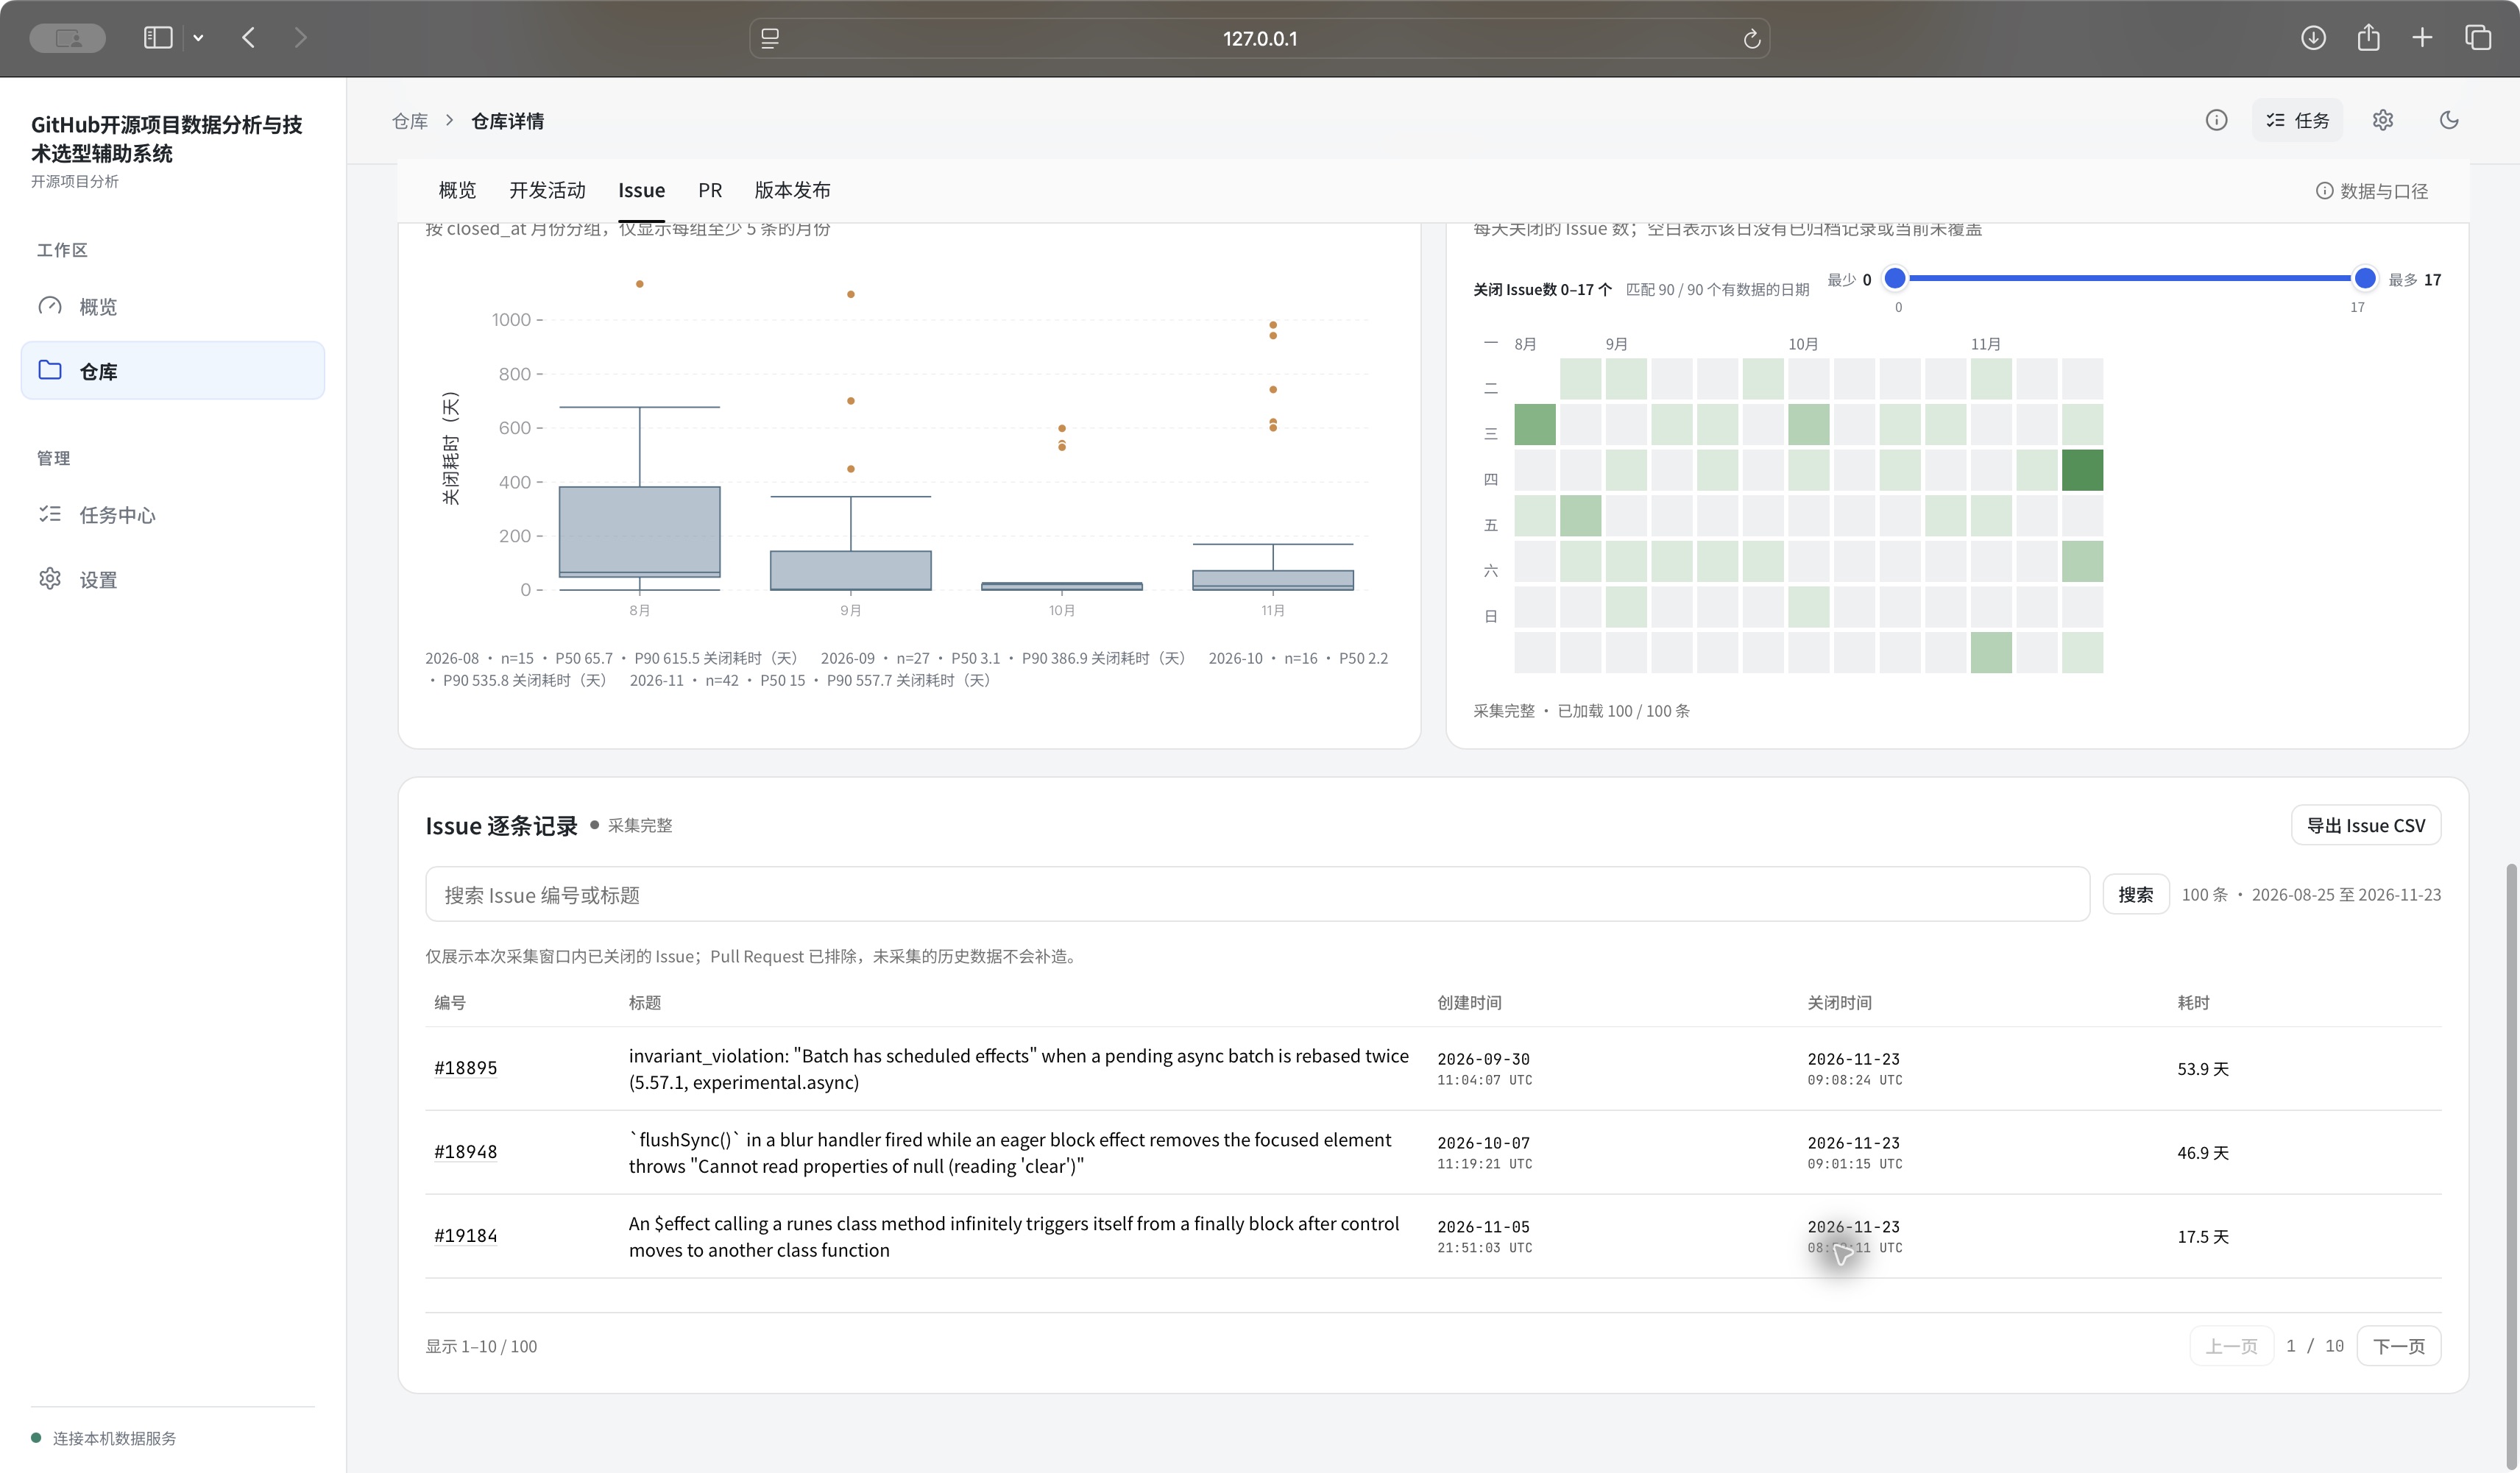 127.0.0.1
GitHub开源项目数据分析与技
术选型辅助系统
开源项目分析
工作区
概览
仓库
管理
任务中心
设置
连接本机数据服务
仓库 > 仓库详情
任务
概览 开发活动 Issue PR 版本发布
数据与口径
按 closed_at 月份分组，仅显示每组至少 5 条的月份
关闭耗时（天）
1000
800
600
400
200
0
8月 9月 10月 11月
2026-08 · n=15 · P50 65.7 · P90 615.5 关闭耗时（天） 2026-09 · n=27 · P50 3.1 · P90 386.9 关闭耗时（天） 2026-10 · n=16 · P50 2.2
· P90 535.8 关闭耗时（天） 2026-11 · n=42 · P50 15 · P90 557.7 关闭耗时（天）
每天关闭的 Issue 数；空白表示该日没有已归档记录或当前未覆盖
关闭 Issue数 0–17 个 匹配 90 / 90 个有数据的日期 最少 0 最多 17
0 17
8月 9月 10月 11月
一
二
三
四
五
六
日
采集完整 · 已加载 100 / 100 条
Issue 逐条记录 ● 采集完整
导出 Issue CSV
搜索 Issue 编号或标题
搜索
100 条 · 2026-08-25 至 2026-11-23
仅展示本次采集窗口内已关闭的 Issue；Pull Request 已排除，未采集的历史数据不会补造。
编号 标题 创建时间 关闭时间 耗时
#18895
invariant_violation: "Batch has scheduled effects" when a pending async batch is rebased twice
(5.57.1, experimental.async)
2026-09-30
11:04:07 UTC
2026-11-23
09:08:24 UTC
53.9 天
#18948
`flushSync()` in a blur handler fired while an eager block effect removes the focused element
throws "Cannot read properties of null (reading 'clear')"
2026-10-07
11:19:21 UTC
2026-11-23
09:01:15 UTC
46.9 天
#19184
An $effect calling a runes class method infinitely triggers itself from a finally block after control
moves to another class function
2026-11-05
21:51:03 UTC
2026-11-23
UTC
17.5 天
显示 1–10 / 100
上一页 1 / 10 下一页